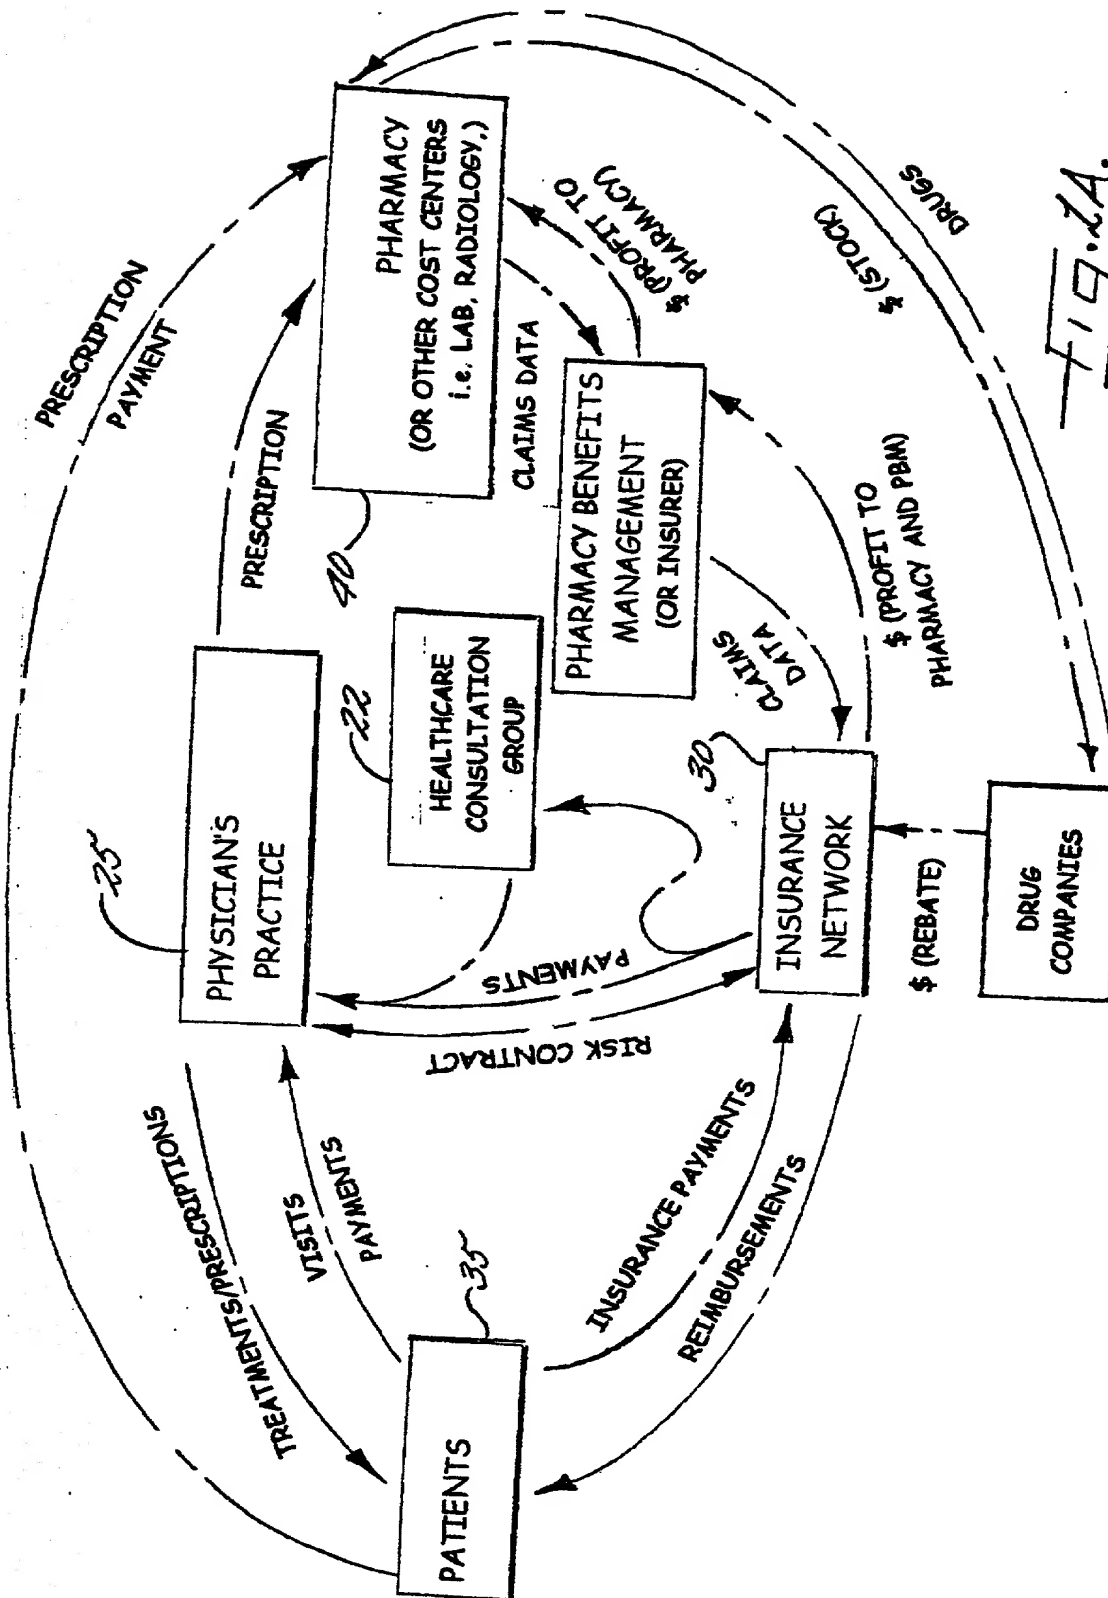 PRESCRIPTION
PAYMENT
PRESCRIPTION
25
PHYSICIAN'S
PRACTICE
40
PHARMACY
(OR OTHER COST CENTERS
i.e. LAB, RADIOLOGY,)
TREATMENTS/PRESCRIPTIONS
VISITS
PAYMENTS
22
HEALTHCARE
CONSULTATION
GROUP
CLAIMS DATA
$ (PROFIT TO
PHARMACY)
PHARMACY BENEFITS
MANAGEMENT
(OR INSURER)
35
PATIENTS
RISK CONTRACT
PAYMENTS
CLAIMS
DATA
30
INSURANCE
NETWORK
INSURANCE PAYMENTS
REIMBURSEMENTS
$ (PROFIT TO
PHARMACY AND PBM)
$ (STOCK)
DRUGS
$ (REBATE)
DRUG
COMPANIES
Fig. 1A.